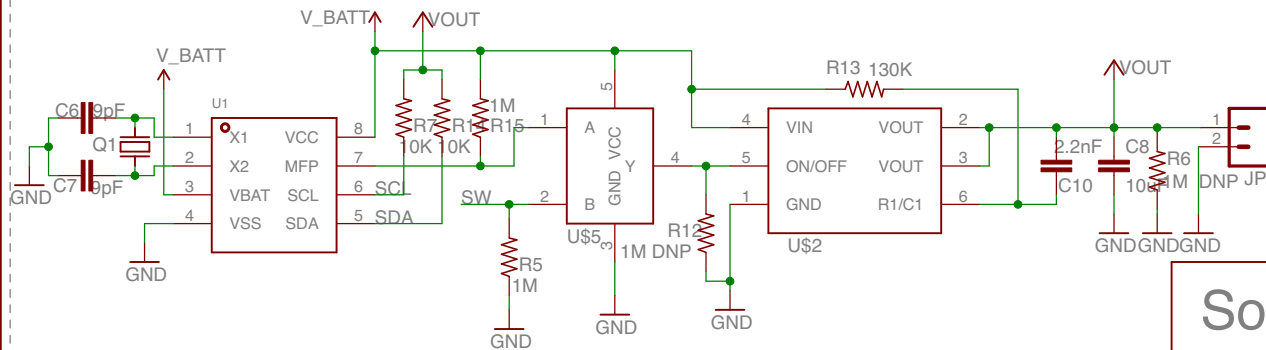 V_BATT
VOUT
V_BATT
C6
9pF
Q1
C7
9pF
GND
U1
1
X1
VCC
8
2
X2
MFP
7
3
VBAT
SCL
6
SCL
4
VSS
SDA
5
SDA
GND
R7
10K
10K
1M
R15
SW
R5
1M
GND
1
A
2
B
5
GND VCC
Y
4
3
U$5
GND
R12
1M DNP
GND
R13
130K
4
VIN
VOUT
2
5
ON/OFF
VOUT
3
1
GND
R1/C1
6
U$2
VOUT
2.2nF
C10
C8
10uF
R6
1M
GND
GND
GND
DNP
JP
1
2
So